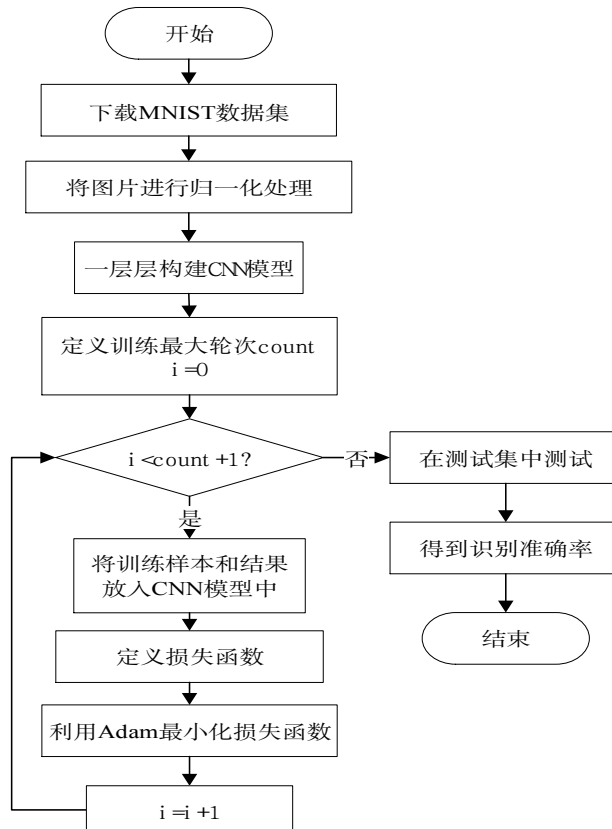 开始
下载MNIST数据集
将图片进行归一化处理
一层层构建CNN模型
定义训练最大轮次count
i=0
i<count+1?
否
在测试集中测试
是
得到识别准确率
将训练样本和结果
放入CNN模型中
结束
定义损失函数
利用Adam最小化损失函数
i=i+1